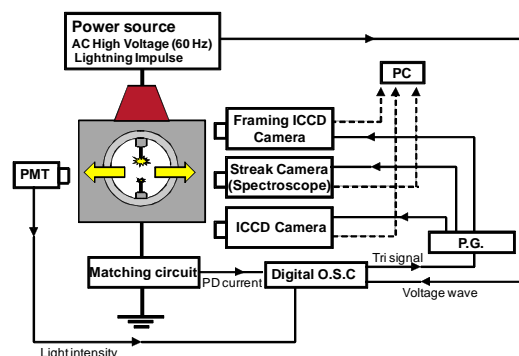 Power source
AC High Voltage (60 Hz)
Lightning Impulse
PC
Framing ICCD
Camera
PMT
Streak Camera
(Spectroscope)
ICCD Camera
P.G.
Matching circuit
PD current
Digital O.S.C
Tri signal
Voltage wave
Light intensity